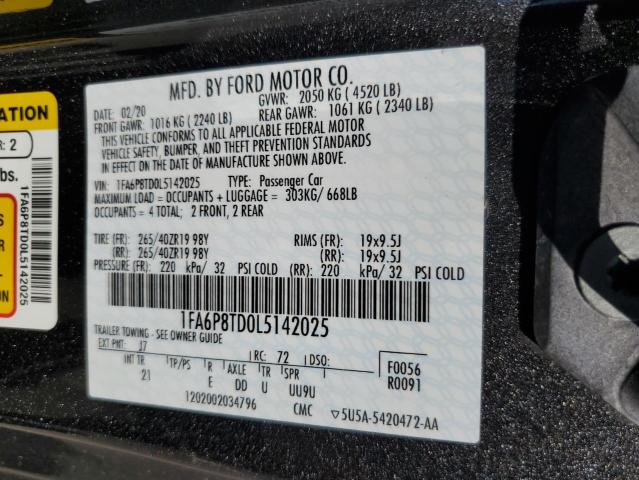 MFD. BY FORD MOTOR CO.
DATE: 02/20 GVWR: 2050 KG ( 4520 LB)
FRONT GAWR: 1016 KG ( 2240 LB) REAR GAWR: 1061 KG ( 2340 LB)
THIS VEHICLE CONFORMS TO ALL APPLICABLE FEDERAL MOTOR
VEHICLE SAFETY, BUMPER, AND THEFT PREVENTION STANDARDS
IN EFFECT ON THE DATE OF MANUFACTURE SHOWN ABOVE.
VIN: 1FA6P8TD0L5142025 TYPE: Passenger Car
MAXIMUM LOAD = OCCUPANTS + LUGGAGE = 303KG/ 668LB
OCCUPANTS = 4 TOTAL; 2 FRONT, 2 REAR
TIRE (FR): 265/40ZR19 98Y RIMS (FR): 19x9.5J
(RR): 265/40ZR19 98Y (RR): 19x9.5J
PRESSURE (FR): 220 kPa/ 32 PSI COLD (RR): 220 kPa/ 32 PSI COLD
1FA6P8TD0L5142025
TRAILER TOWING - SEE OWNER GUIDE
EXT PNT: J7 RC: 72 DSO: F0056
INT TR TP/PS R AXLE TR SPR R0091
21 E DD U UU9U
1202002034796 CMC ▽5U5A-5420472-AA
ATION
R: 2
bs.
1FA6P8TD0L5142025